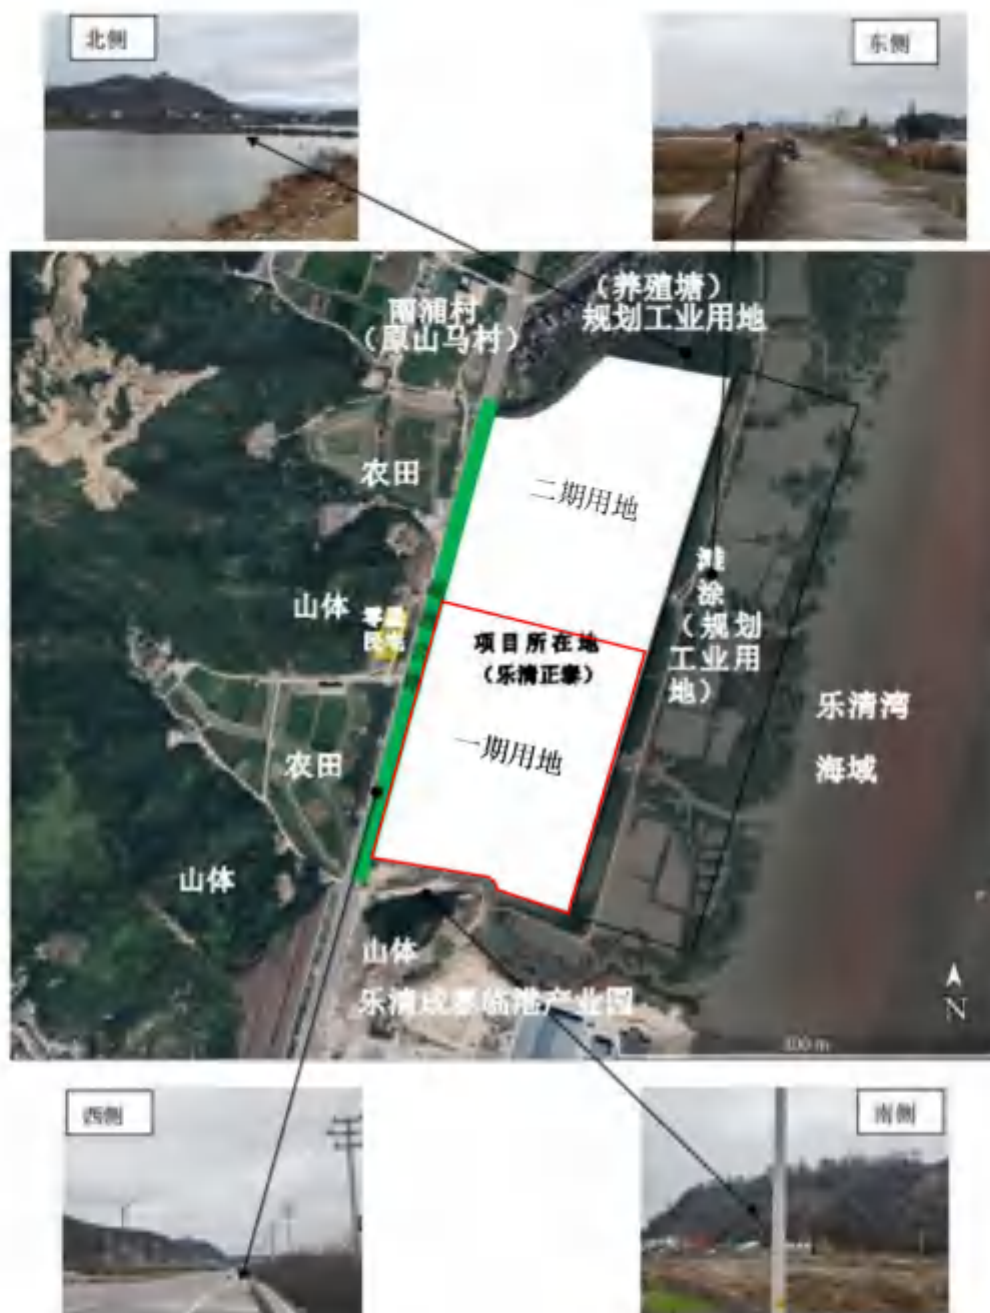 北侧
东侧
(养殖塘)
规划工业用地
雨浦村
(原山马村)
农田
二期用地
滩
涂
(规划
工业用
地)
山体
零星
民宅
项目所在地
(乐清正泰)
乐清湾
海域
一期用地
农田
山体
山体
乐清玖泰临港产业园
N
800 m
西侧
南侧